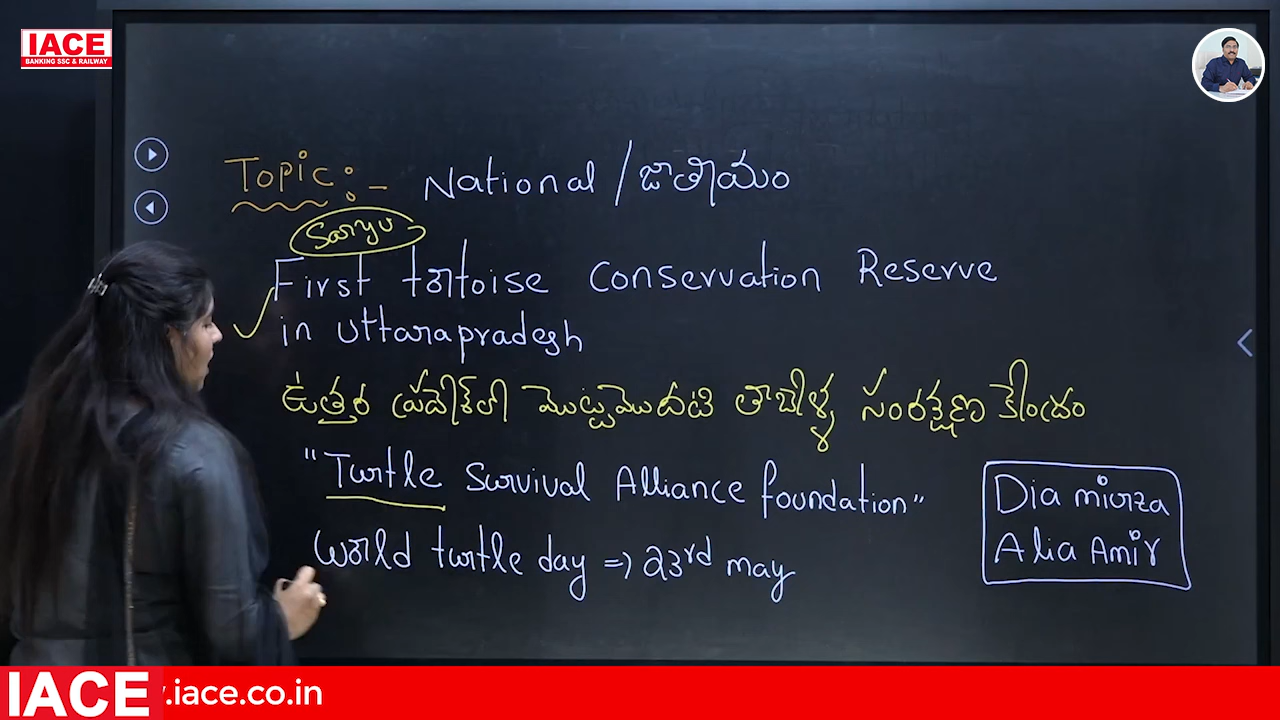 IACE
BANKING SSC & RAILWAY
Topic:- National / జాతీయం
Saryu
First tortoise Conservation Reserve
in Uttarapradesh
ఉత్తర ప్రదేశ్‌లో మొట్టమొదటి తాబేళ్ళ సంరక్షణ కేంద్రం
"Turtle Survival Alliance foundation"
World turtle day => 23rd may
Dia mirza
Alia Amir
IACE
.iace.co.in